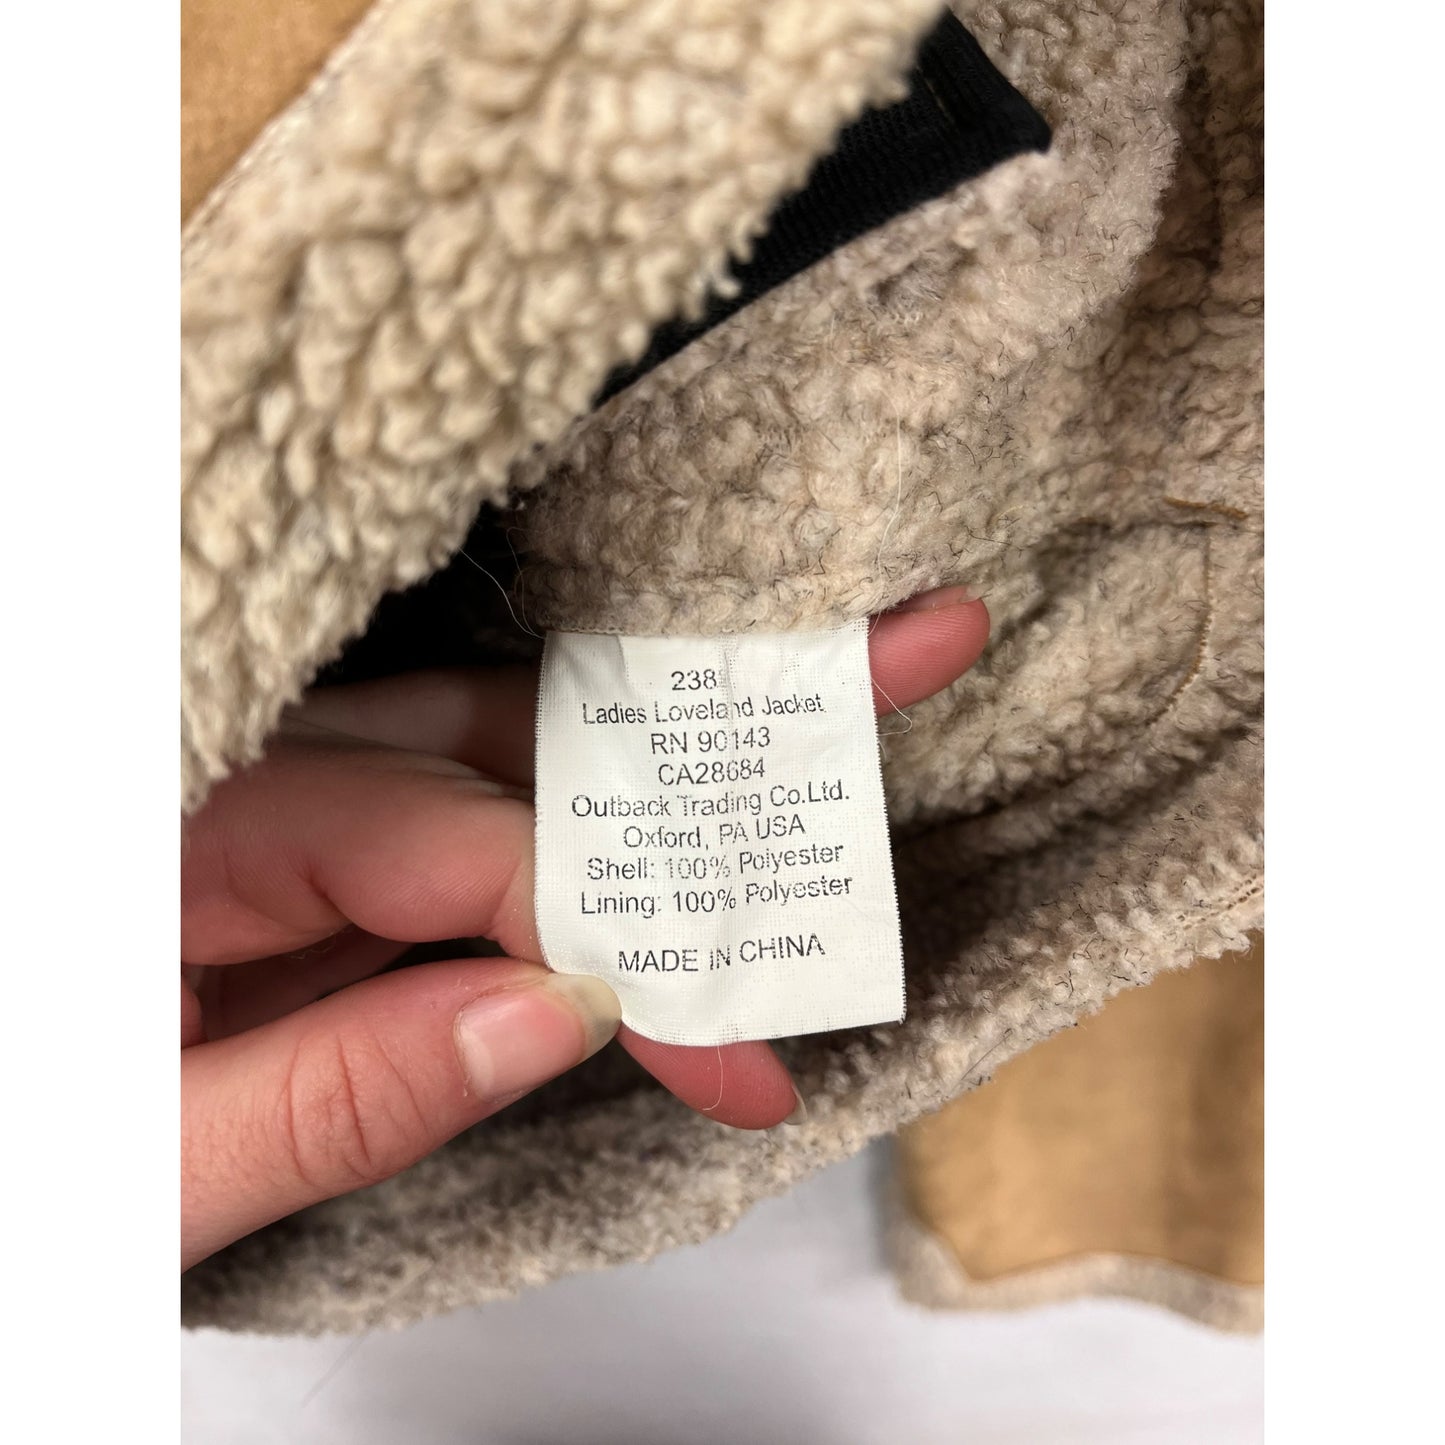 Ladies Loveland Jacket
RN 90143
CA28684
Outback Trading Co.Ltd.
Oxford, PA USA
Shell: 100% Polyester
Lining: 100% Polyester
MADE IN CHINA